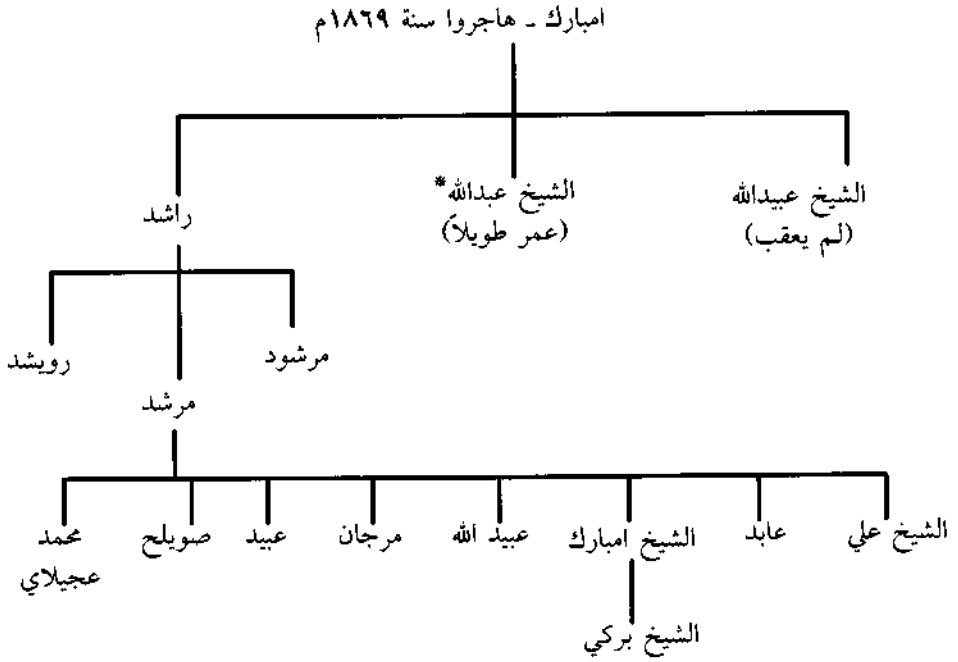 امبارك ـ هاجروا سنة ١٨٦٩م
الشيخ عبيدالله
(لم يعقب)
الشيخ عبدالله*
(عمر طويلاً)
راشد
مرشود
رويشد
مرشد
الشيخ علي
عابد
الشيخ امبارك
عبيد الله
مرجان
عبيد
صويلح
محمد
عجيلاي
الشيخ بركي